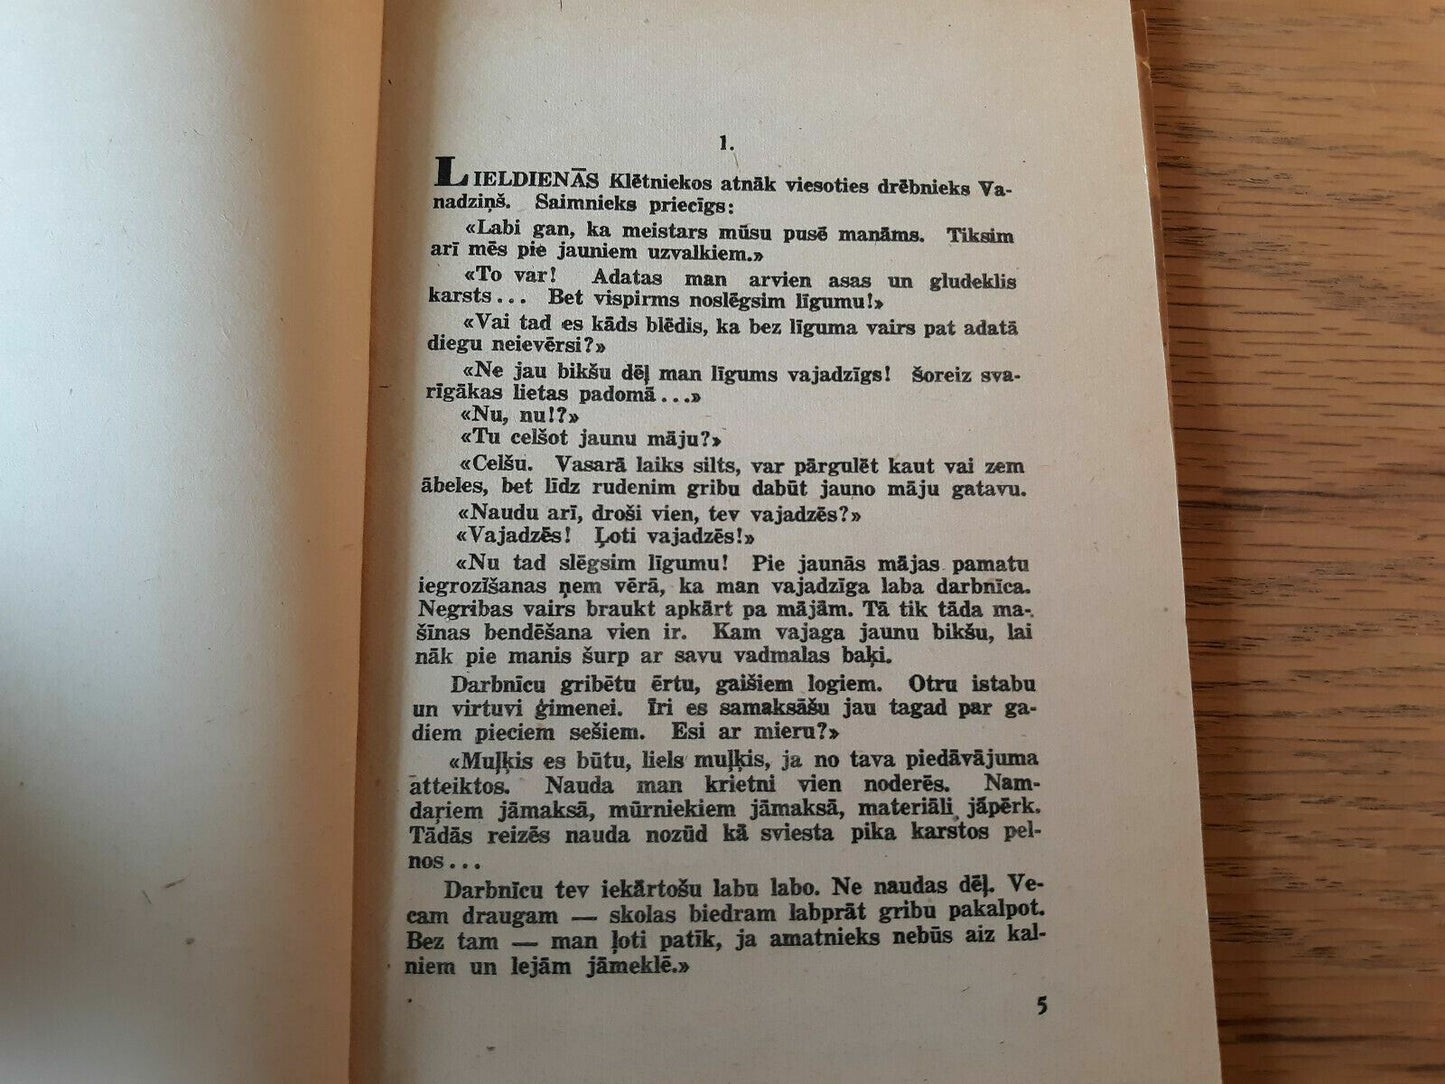 1.
LIELDIENĀS Klētniekos atnāk viesoties drēbnieks Va-
nadziņš. Saimnieks priecīgs:
«Labi gan, ka meistars mūsu pusē manāms. Tiksim
arī mēs pie jauniem uzvalkiem.»
«To var! Adatas man arvien asas un gludeklis
karsts... Bet vispirms noslēgsim līgumu!»
«Vai tad es kāds blēdis, ka bez līguma vairs pat adatā
diegu neievērsi?»
«Ne jau bikšu dēļ man līgums vajadzīgs! Šoreiz sva-
rīgākas lietas padomā...»
«Nu, nu!?»
«Tu celšot jaunu māju?»
«Celšu. Vasarā laiks silts, var pārgulēt kaut vai zem
ābeles, bet līdz rudenim gribu dabūt jauno māju gatavu.
«Naudu arī, droši vien, tev vajadzēs?»
«Vajadzēs! Ļoti vajadzēs!»
«Nu tad slēgsim līgumu! Pie jaunās mājas pamatu
iegrozīšanas ņem vērā, ka man vajadzīga laba darbnīca.
Negribas vairs braukt apkārt pa mājām. Tā tik tāda ma-
šīnas bendēšana vien ir. Kam vajaga jaunu bikšu, lai
nāk pie manis šurp ar savu vadmalas baķi.
Darbnīcu gribētu ērtu, gaišiem logiem. Otru istabu
un virtuvi ģimenei. Īri es samaksāšu jau tagad par ga-
diem pieciem sešiem. Esi ar mieru?»
«Muļķis es būtu, liels muļķis, ja no tava piedāvājuma
atteiktos. Nauda man krietni vien noderēs. Nam-
daŗiem jāmaksā, mūrniekiem jāmaksā, materiāli jāpērk.
Tādās reizēs nauda nozūd kā sviesta pika karstos pel-
nos...
Darbnīcu tev iekārtošu labu labo. Ne naudas dēļ. Ve-
cam draugam — skolas biedram labprāt gribu pakalpot.
Bez tam — man ļoti patīk, ja amatnieks nebūs aiz kal-
niem un lejām jāmeklē.»
5